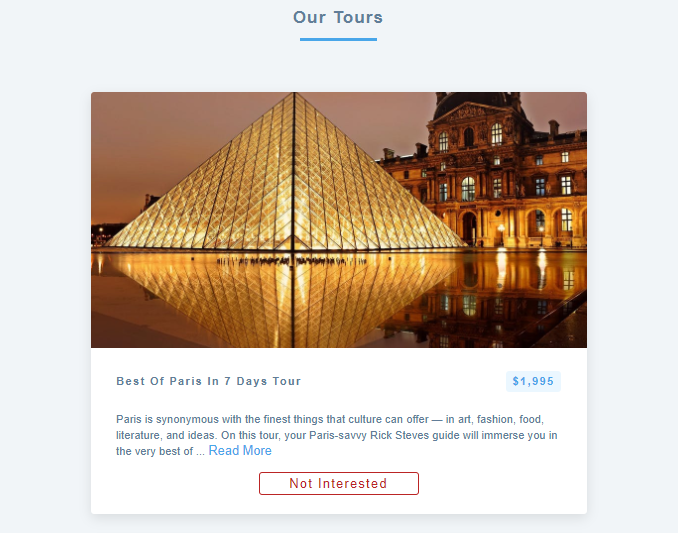 Our Tours
Best Of Paris In 7 Days Tour
$1,995
Paris is synonymous with the finest things that culture can offer — in art, fashion, food,
literature, and ideas. On this tour, your Paris-savvy Rick Steves guide will immerse you in
the very best of ... Read More
Not Interested